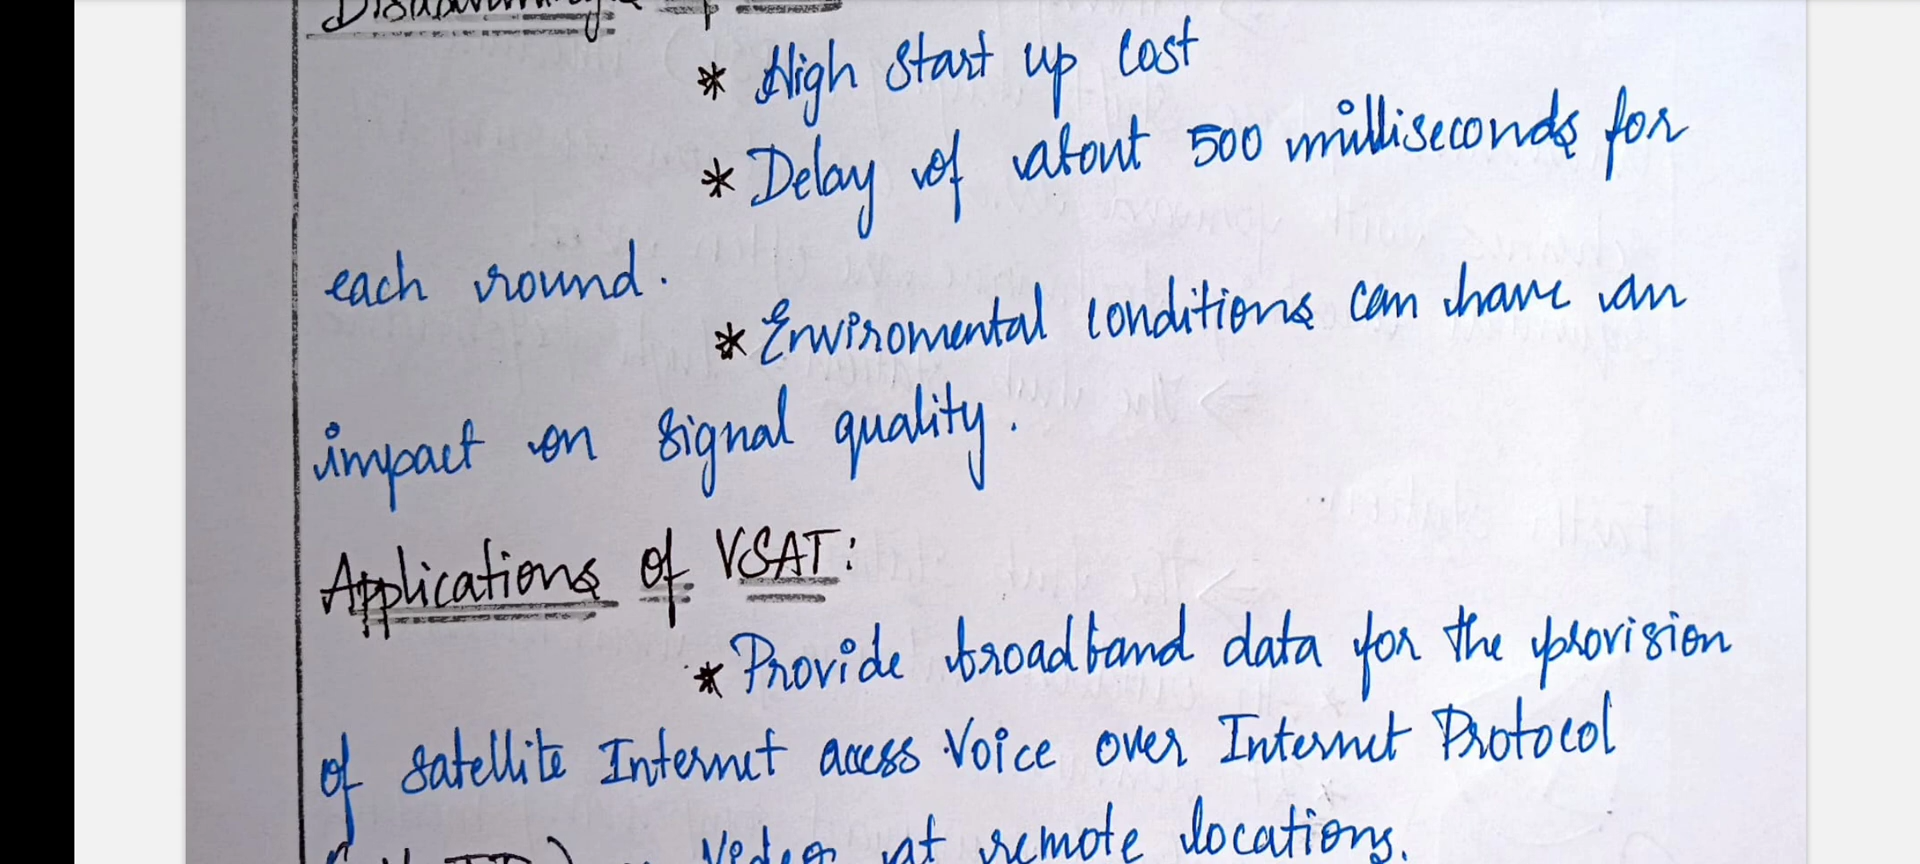 * High start up cost
* Delay of about 500 milliseconds for
each round.
* Enviromental conditions can have an
impact on signal quality.
Applications of VSAT:
* Provide broadband data for the provision
of satellite Internet access Voice over Internet Protocol
at remote locations.